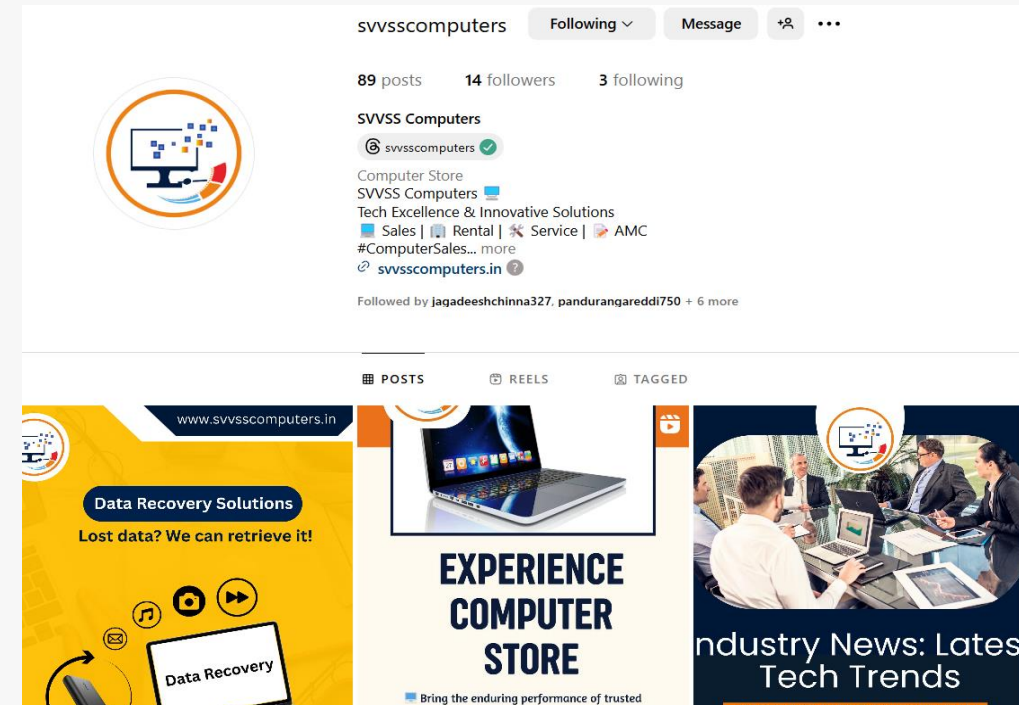 svvsscomputers Following Message
89 posts 14 followers 3 following
SVVSS Computers
svvsscomputers
Computer Store
SVVSS Computers 🖥️
Tech Excellence & Innovative Solutions
💻 Sales | 🏢 Rental | 🛠️ Service | 📝 AMC
#ComputerSales... more
svvsscomputers.in ?
Followed by jagadeeshchinna327, pandurangareddi750 + 6 more
POSTS REELS TAGGED
www.svvsscomputers.in
Data Recovery Solutions
Lost data? We can retrieve it!
Data Recovery
EXPERIENCE
COMPUTER
STORE
💻 Bring the enduring performance of trusted
ndustry News: Lates
Tech Trends